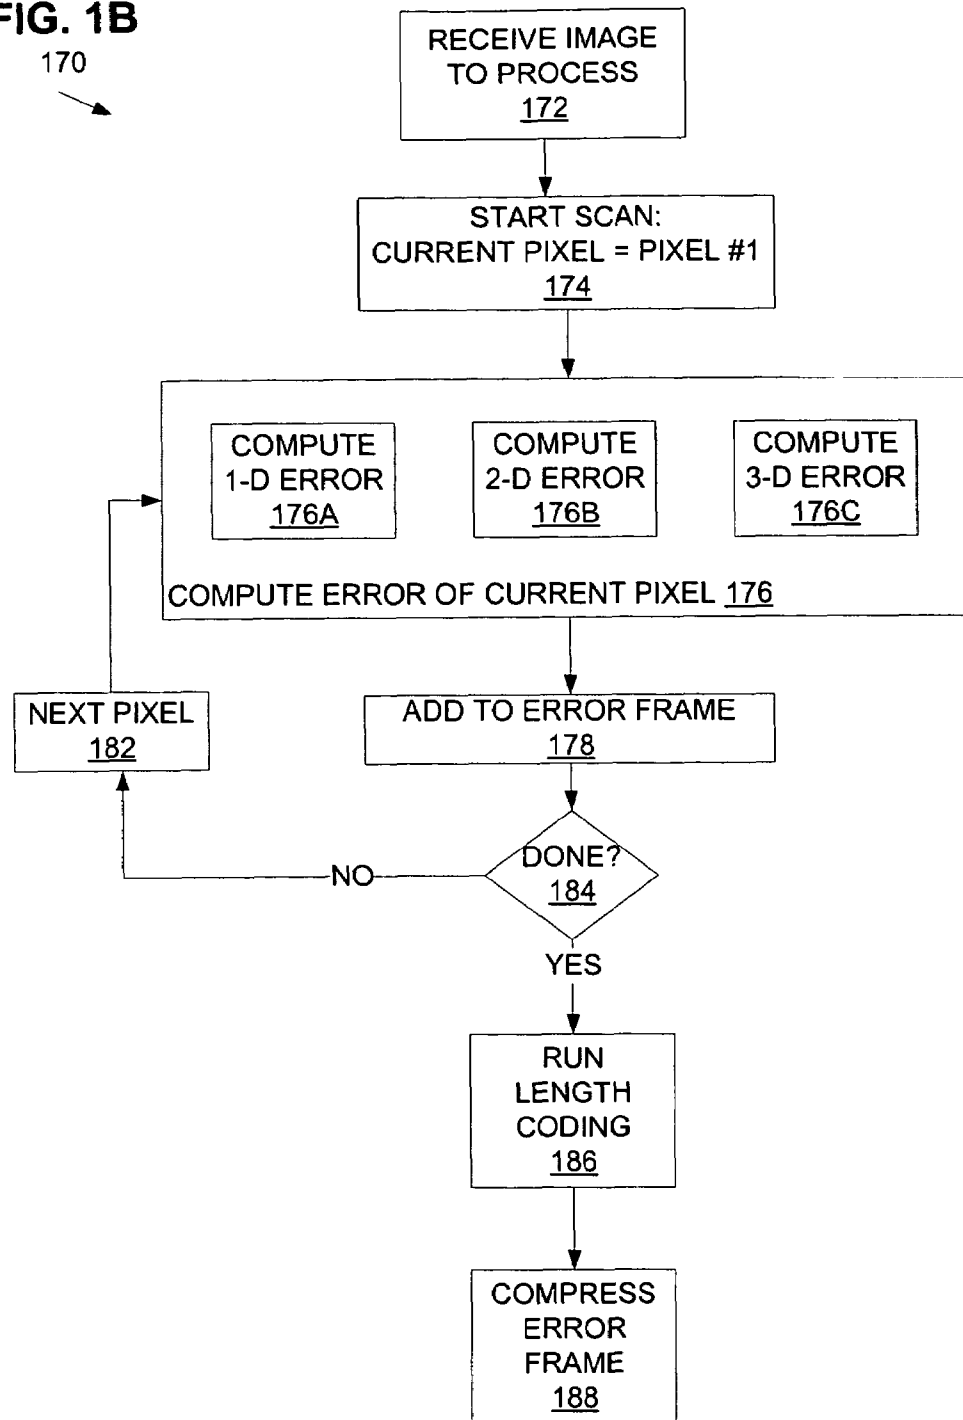 FIG. 1B
170
RECEIVE IMAGE
TO PROCESS
172
START SCAN:
CURRENT PIXEL = PIXEL #1
174
COMPUTE
1-D ERROR
176A
COMPUTE
2-D ERROR
176B
COMPUTE
3-D ERROR
176C
COMPUTE ERROR OF CURRENT PIXEL 176
NEXT PIXEL
182
ADD TO ERROR FRAME
178
DONE?
184
NO
YES
RUN
LENGTH
CODING
186
COMPRESS
ERROR
FRAME
188